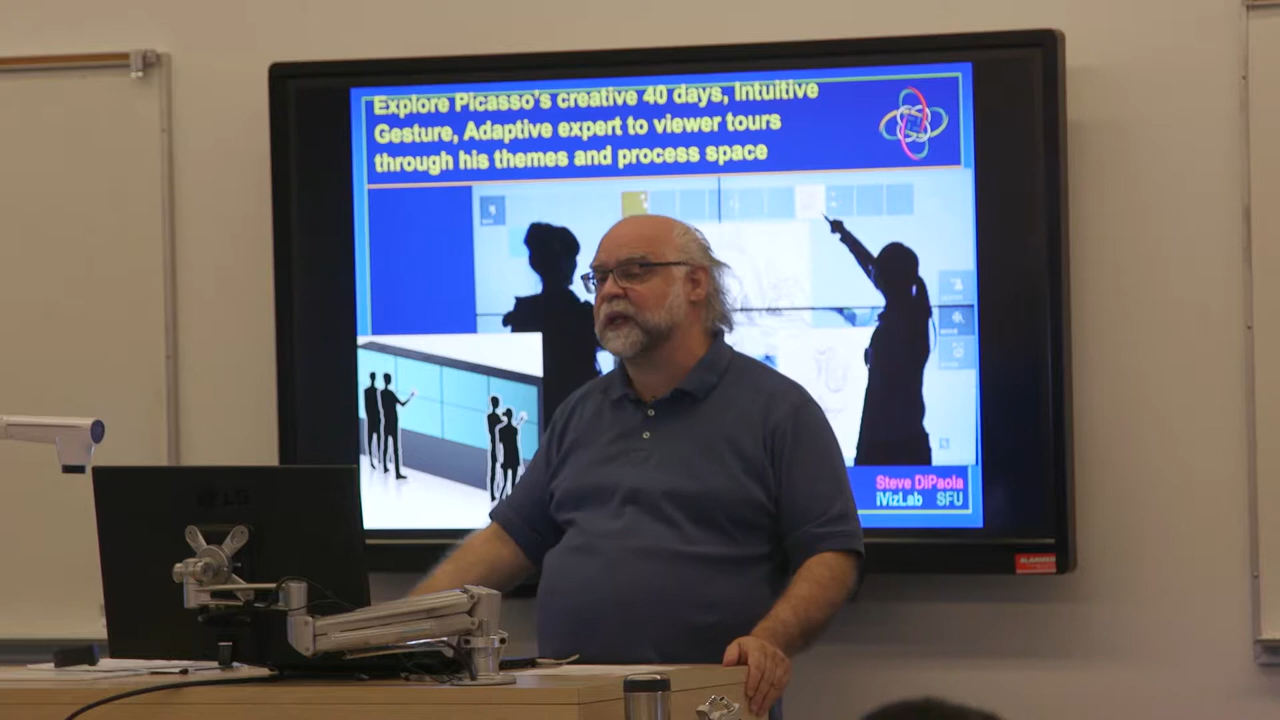 Explore Picasso's creative 40 days, Intuitive
Gesture, Adaptive expert to viewer tours
through his themes and process space
Steve DiPaola
iVizLab SFU
LG